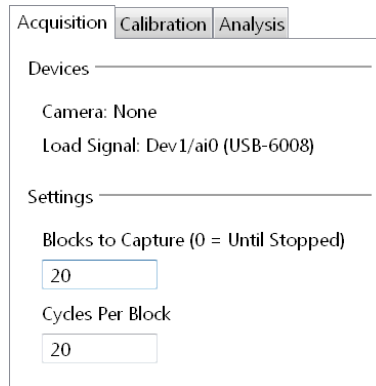 Acquisition Calibration Analysis
Devices
Camera: None
Load Signal: Dev1/ai0 (USB-6008)
Settings
Blocks to Capture (0 = Until Stopped)
20
Cycles Per Block
20